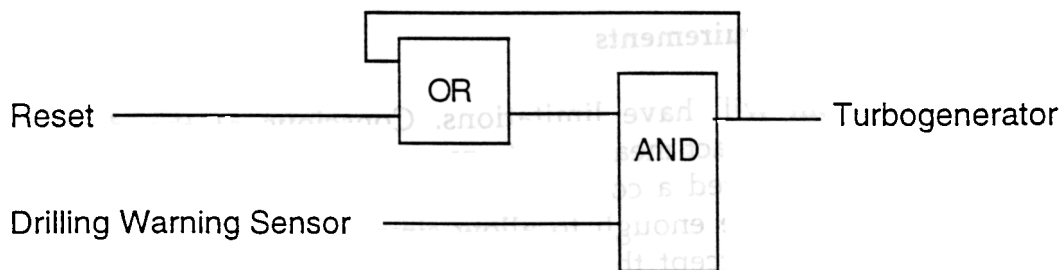 OR
Reset
Turbogenerator
AND
Drilling Warning Sensor